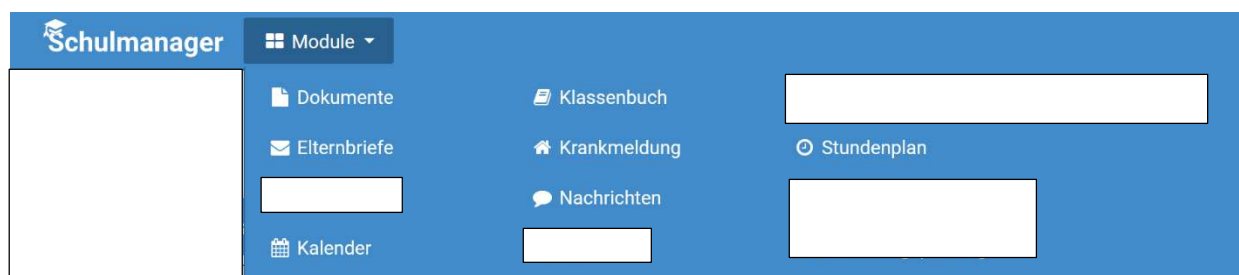 Schulmanager Module
Dokumente Klassenbuch
Elternbriefe Krankmeldung Stundenplan
Nachrichten
Kalender